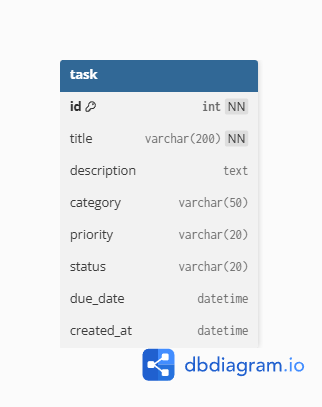 task
id int NN
title varchar(200) NN
description text
category varchar(50)
priority varchar(20)
status varchar(20)
due_date datetime
created_at datetime
dbdiagram.io